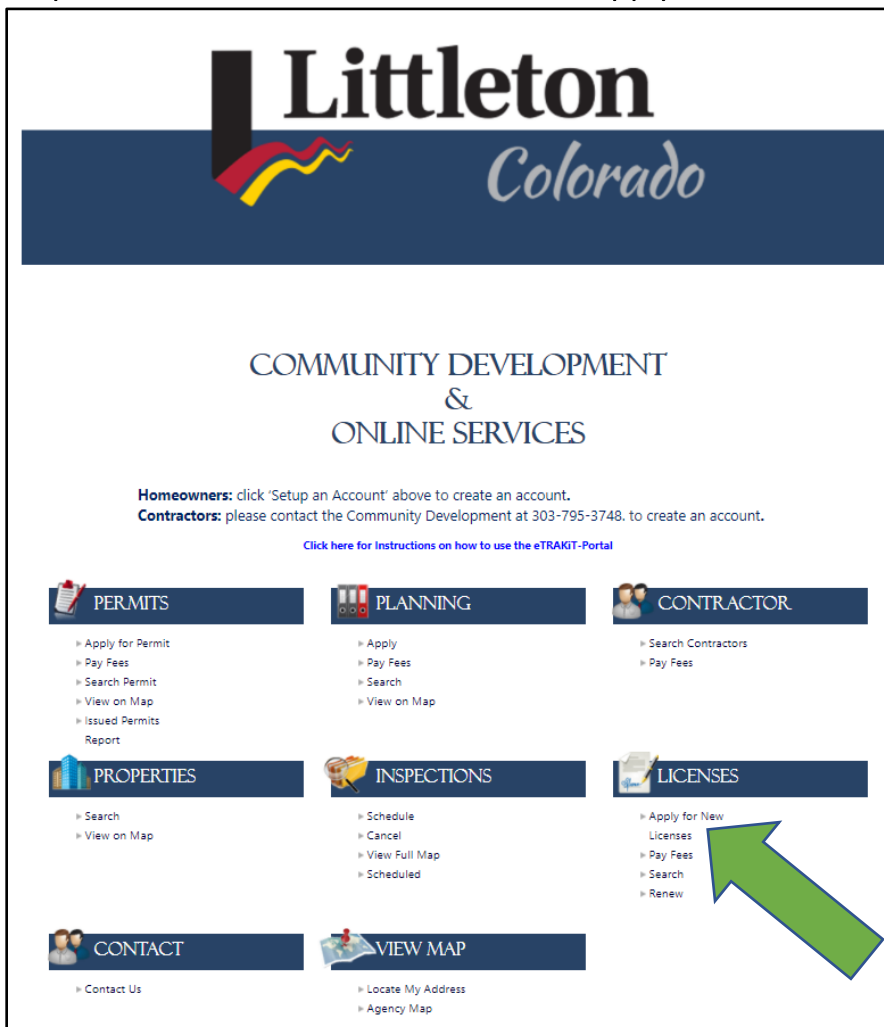 Littleton
Colorado
COMMUNITY DEVELOPMENT
&
ONLINE SERVICES
Homeowners: click 'Setup an Account' above to create an account.
Contractors: please contact the Community Development at 303-795-3748. to create an account.
Click here for Instructions on how to use the eTRAKiT-Portal
PERMITS
Apply for Permit
Pay Fees
Search Permit
View on Map
Issued Permits
Report
PLANNING
Apply
Pay Fees
Search
View on Map
CONTRACTOR
Search Contractors
Pay Fees
PROPERTIES
Search
View on Map
INSPECTIONS
Schedule
Cancel
View Full Map
Scheduled
LICENSES
Apply for New
Licenses
Pay Fees
Search
Renew
CONTACT
Contact Us
VIEW MAP
Locate My Address
Agency Map